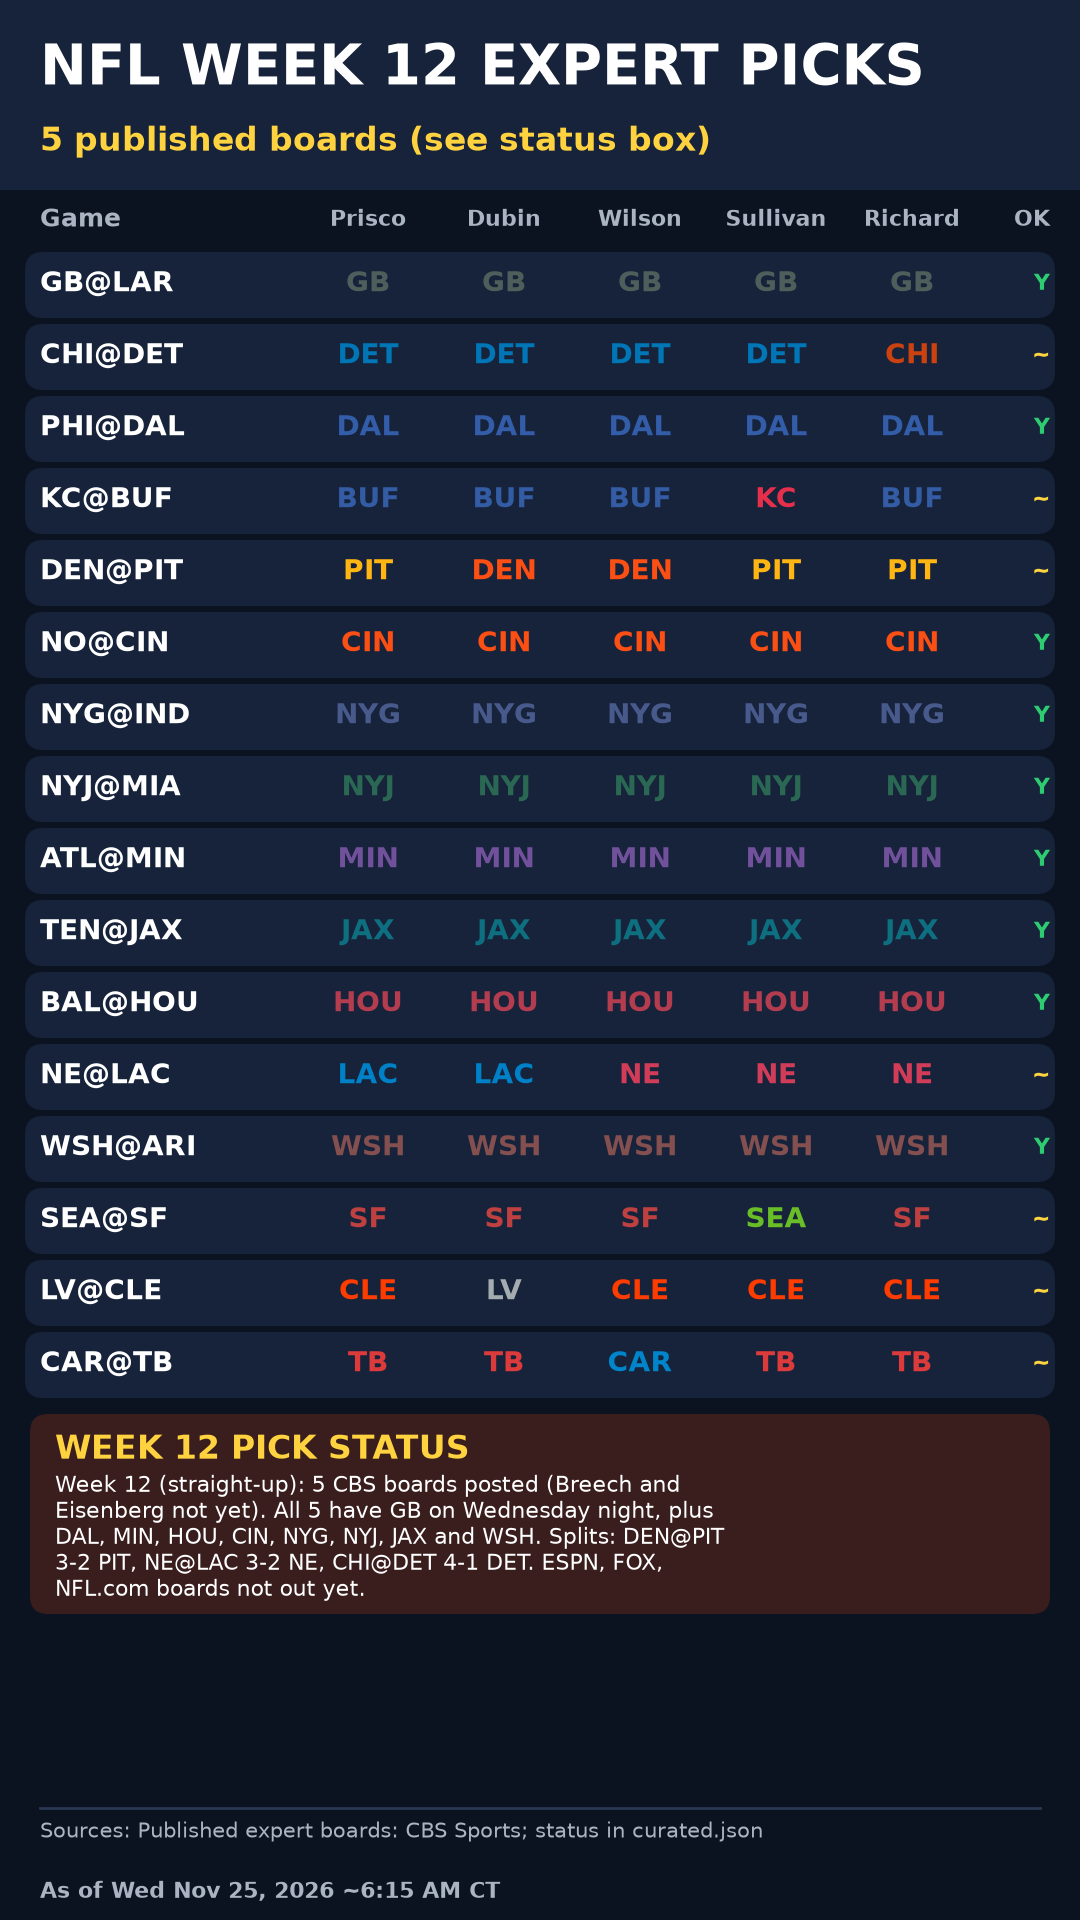 NFL WEEK 12 EXPERT PICKS
5 published boards (see status box)
Game Prisco Dubin Wilson Sullivan Richard OK
GB@LAR GB GB GB GB GB Y
CHI@DET DET DET DET DET CHI ~
PHI@DAL DAL DAL DAL DAL DAL Y
KC@BUF BUF BUF BUF KC BUF ~
DEN@PIT PIT DEN DEN PIT PIT ~
NO@CIN CIN CIN CIN CIN CIN Y
NYG@IND NYG NYG NYG NYG NYG Y
NYJ@MIA NYJ NYJ NYJ NYJ NYJ Y
ATL@MIN MIN MIN MIN MIN MIN Y
TEN@JAX JAX JAX JAX JAX JAX Y
BAL@HOU HOU HOU HOU HOU HOU Y
NE@LAC LAC LAC NE NE NE ~
WSH@ARI WSH WSH WSH WSH WSH Y
SEA@SF SF SF SF SEA SF ~
LV@CLE CLE LV CLE CLE CLE ~
CAR@TB TB TB CAR TB TB ~
WEEK 12 PICK STATUS
Week 12 (straight-up): 5 CBS boards posted (Breech and
Eisenberg not yet). All 5 have GB on Wednesday night, plus
DAL, MIN, HOU, CIN, NYG, NYJ, JAX and WSH. Splits: DEN@PIT
3-2 PIT, NE@LAC 3-2 NE, CHI@DET 4-1 DET. ESPN, FOX,
NFL.com boards not out yet.
Sources: Published expert boards: CBS Sports; status in curated.json
As of Wed Nov 25, 2026 ~6:15 AM CT